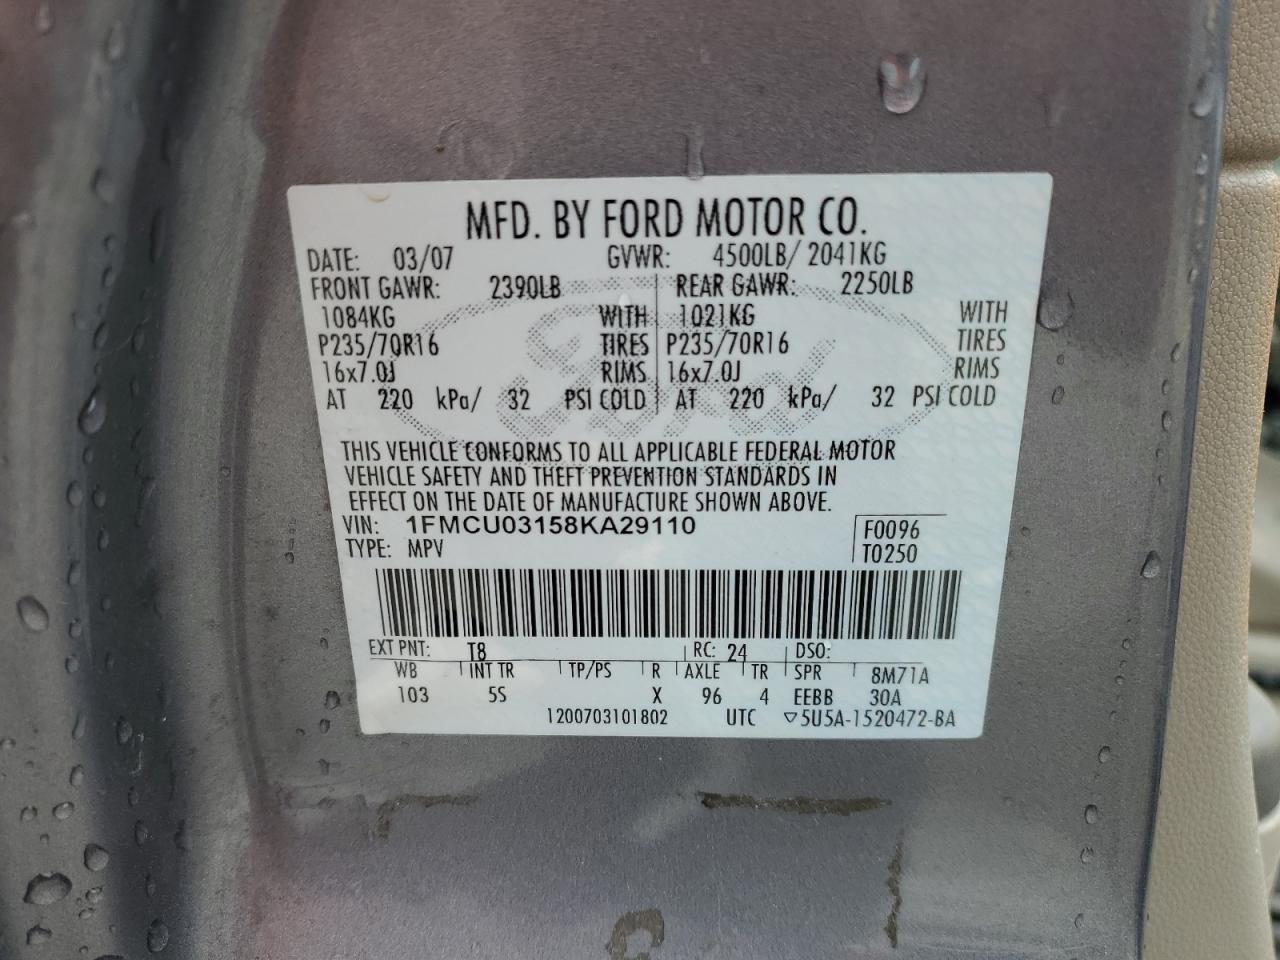 MFD. BY FORD MOTOR CO.
DATE: 03/07 GVWR: 4500LB/ 2041KG
FRONT GAWR: 2390LB REAR GAWR: 2250LB
1084KG WITH 1021KG WITH
P235/70R16 TIRES P235/70R16 TIRES
16x7.0J RIMS 16x7.0J RIMS
AT 220 kPa/ 32 PSI COLD AT 220 kPa/ 32 PSI COLD
THIS VEHICLE CONFORMS TO ALL APPLICABLE FEDERAL MOTOR
VEHICLE SAFETY AND THEFT PREVENTION STANDARDS IN
EFFECT ON THE DATE OF MANUFACTURE SHOWN ABOVE.
VIN: 1FMCU03158KA29110 F0096
TYPE: MPV T0250
EXT PNT: T8 RC: 24 DSO:
WB INT TR TP/PS R AXLE TR SPR 8M71A
103 5S X 96 4 EEBB 30A
1200703101802 UTC ▽5U5A-1520472-BA